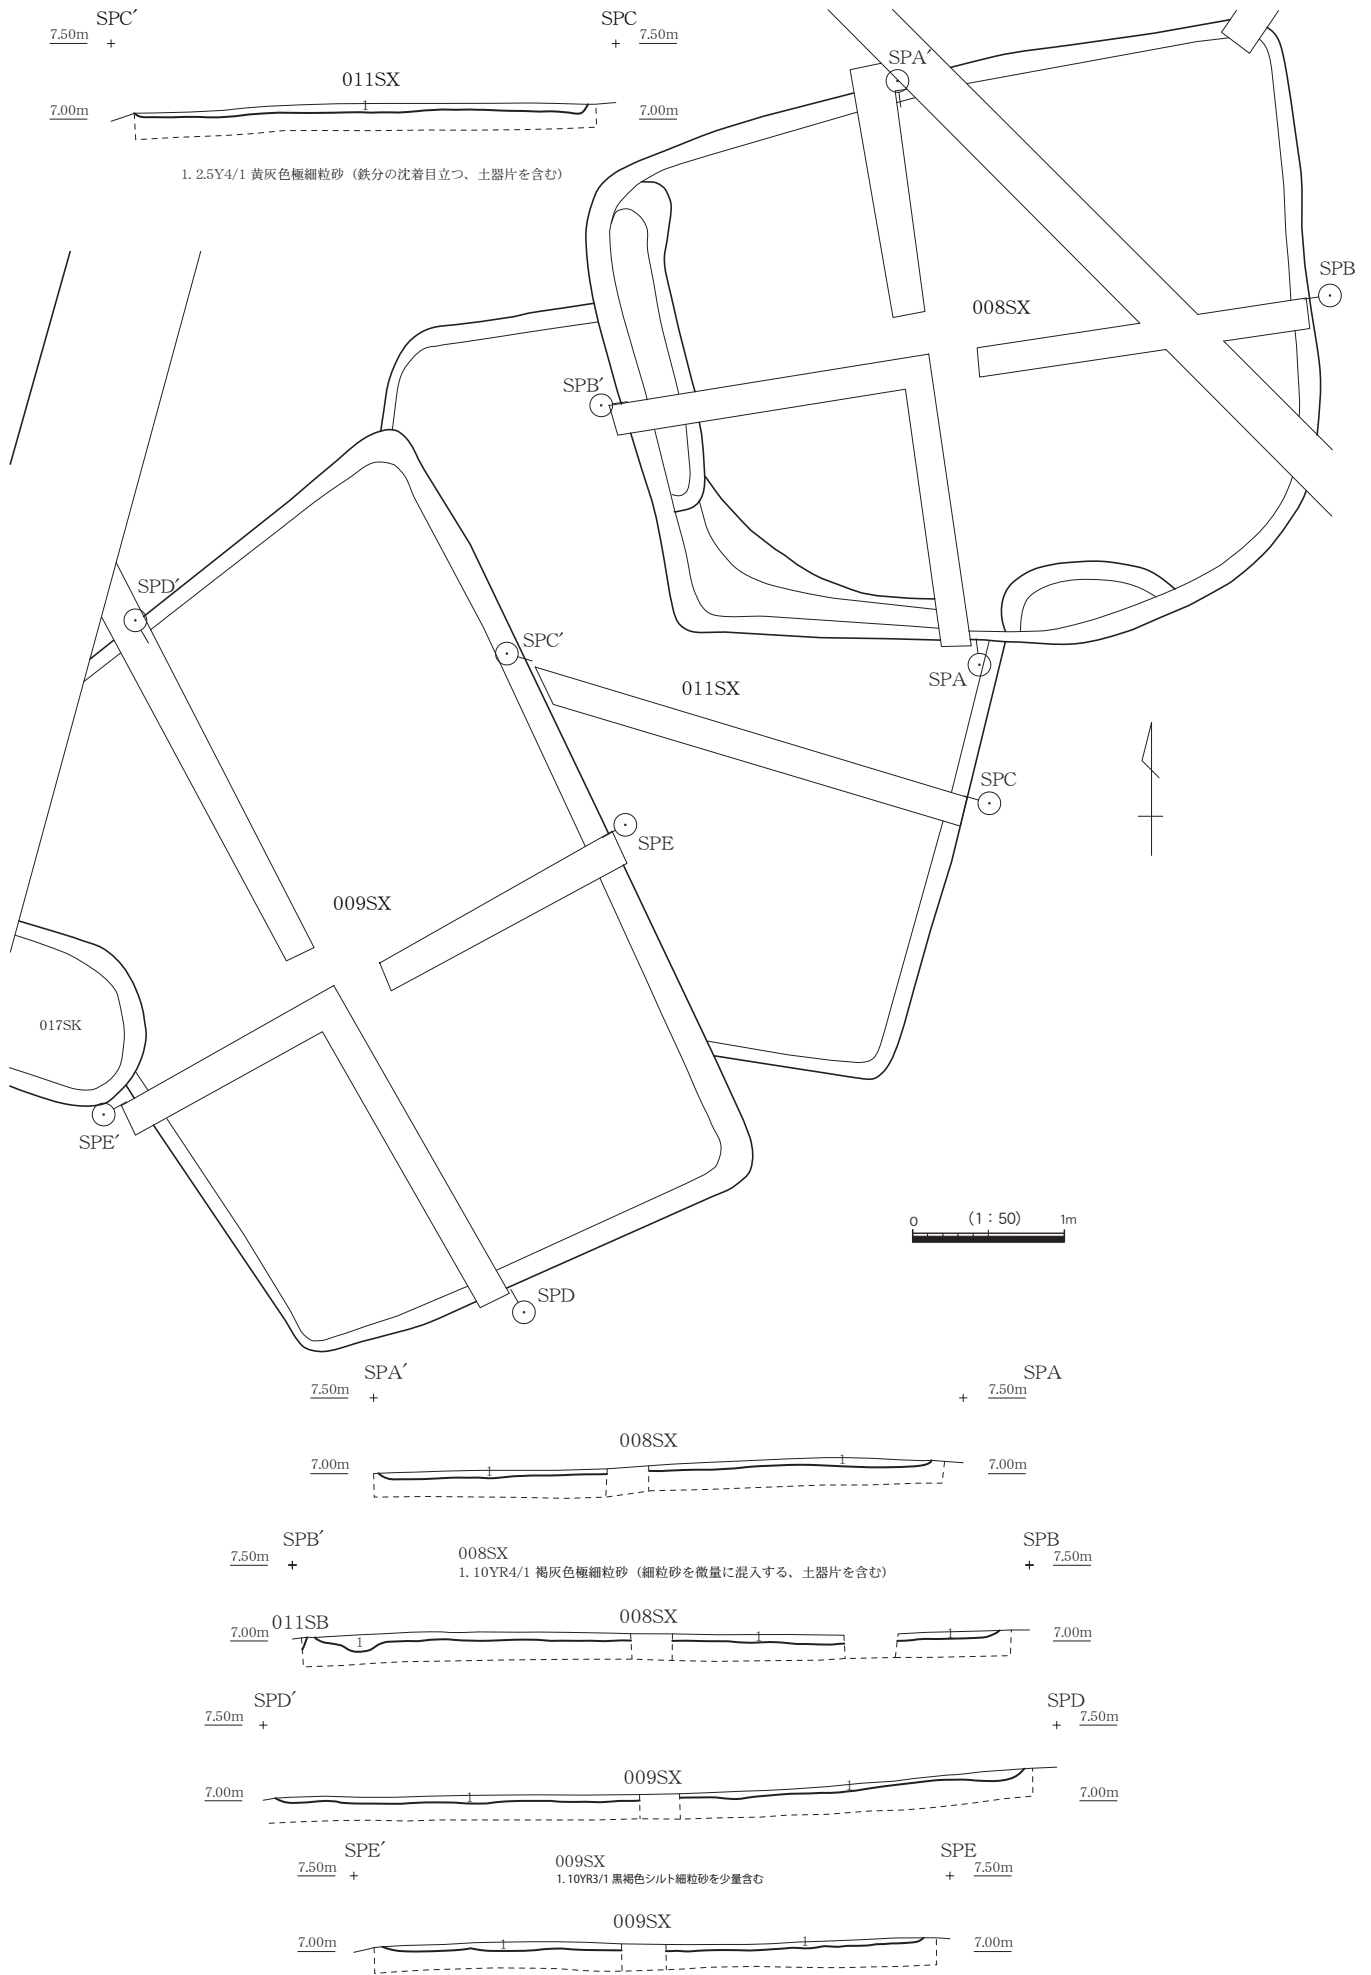 SPC′ SPC
7.50m 7.50m
011SX
7.00m 1 7.00m
1. 2.5Y4/1 黄灰色極細粒砂（鉄分の沈着目立つ、土器片を含む）
SPA′
SPB
008SX
SPB′
SPD′
SPC′
011SX
SPA
SPC
SPE
009SX
017SK
SPE′
0 （1：50） 1m
SPD
SPA′ SPA
7.50m 7.50m
008SX
7.00m 1 1 7.00m
SPB′ SPB
7.50m 7.50m
008SX
1. 10YR4/1 褐灰色極細粒砂（細粒砂を微量に混入する、土器片を含む）
011SB 008SX
7.00m 1 1 1 7.00m
SPD′ SPD
7.50m 7.50m
009SX
7.00m 1 1 7.00m
SPE′ SPE
7.50m 7.50m
009SX
1. 10YR3/1 黒褐色シルト細粒砂を少量含む
009SX
7.00m 1 1 7.00m